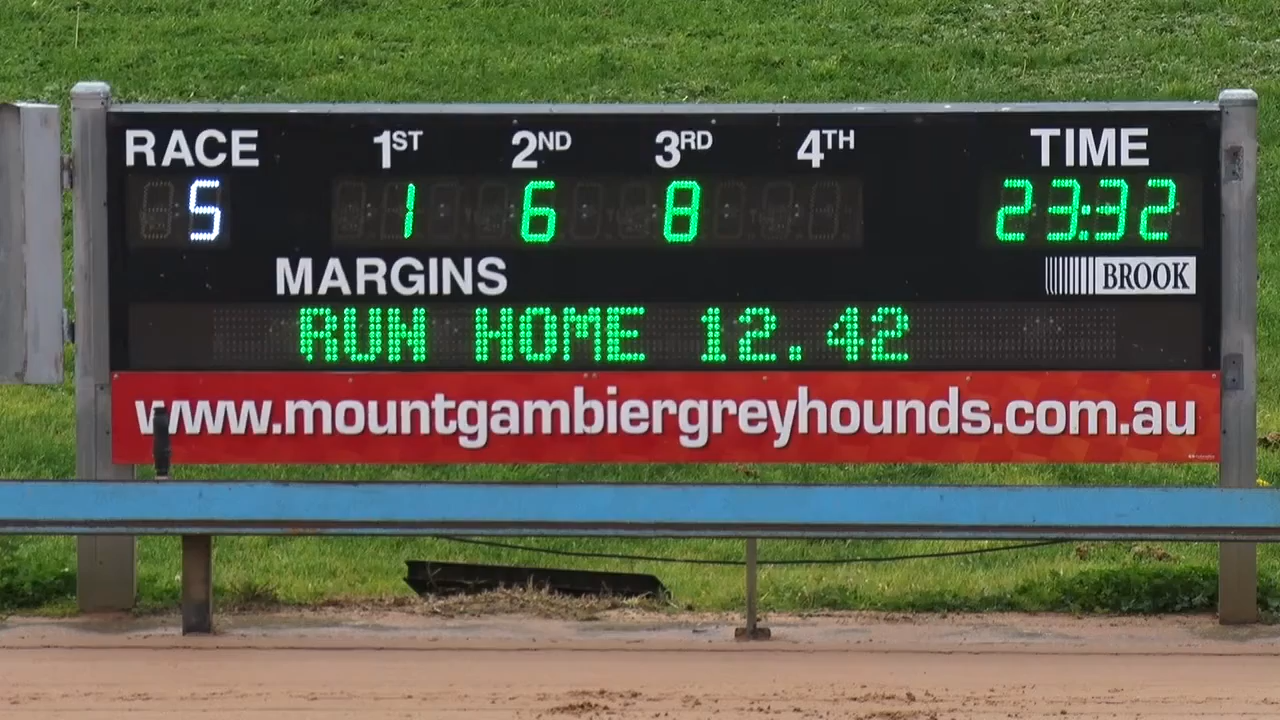 RACE 1ST 2ND 3RD 4TH TIME
5 1 6 8 23:32
MARGINS BROOK
RUN HOME 12.42
www.mountgambiergreyhounds.com.au